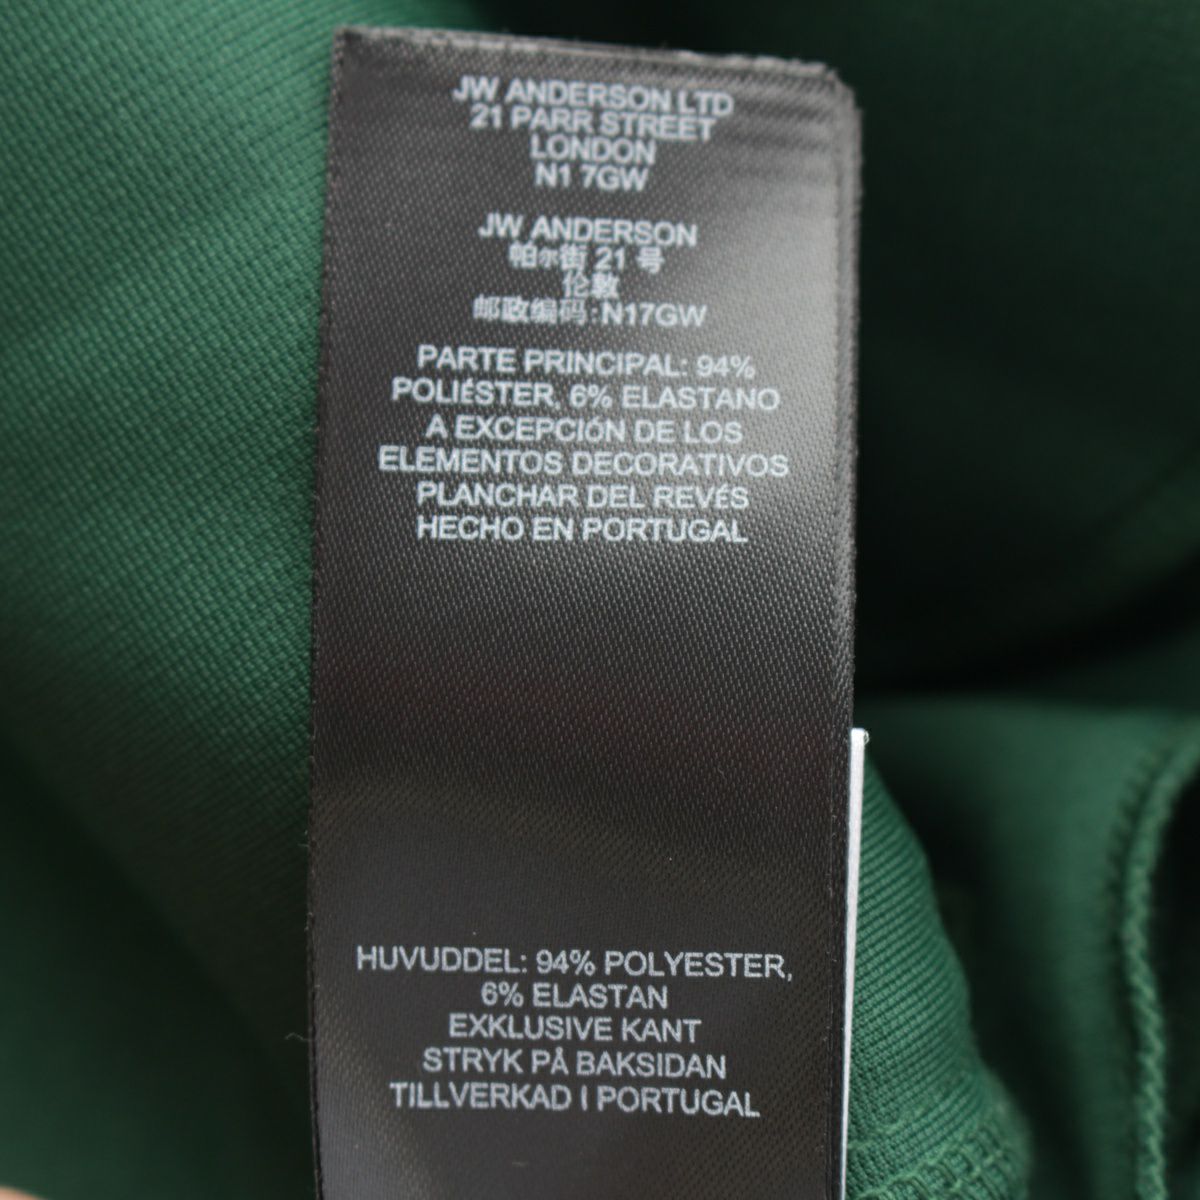 JW ANDERSON LTD
21 PARR STREET
LONDON
N1 7GW
JW ANDERSON
帕尔街 21 号
伦敦
邮政编码:N17GW
PARTE PRINCIPAL: 94%
POLIÉSTER, 6% ELASTANO
A EXCEPCIÓN DE LOS
ELEMENTOS DECORATIVOS
PLANCHAR DEL REVÉS
HECHO EN PORTUGAL
HUVUDDEL: 94% POLYESTER,
6% ELASTAN
EXKLUSIVE KANT
STRYK PÅ BAKSIDAN
TILLVERKAD I PORTUGAL